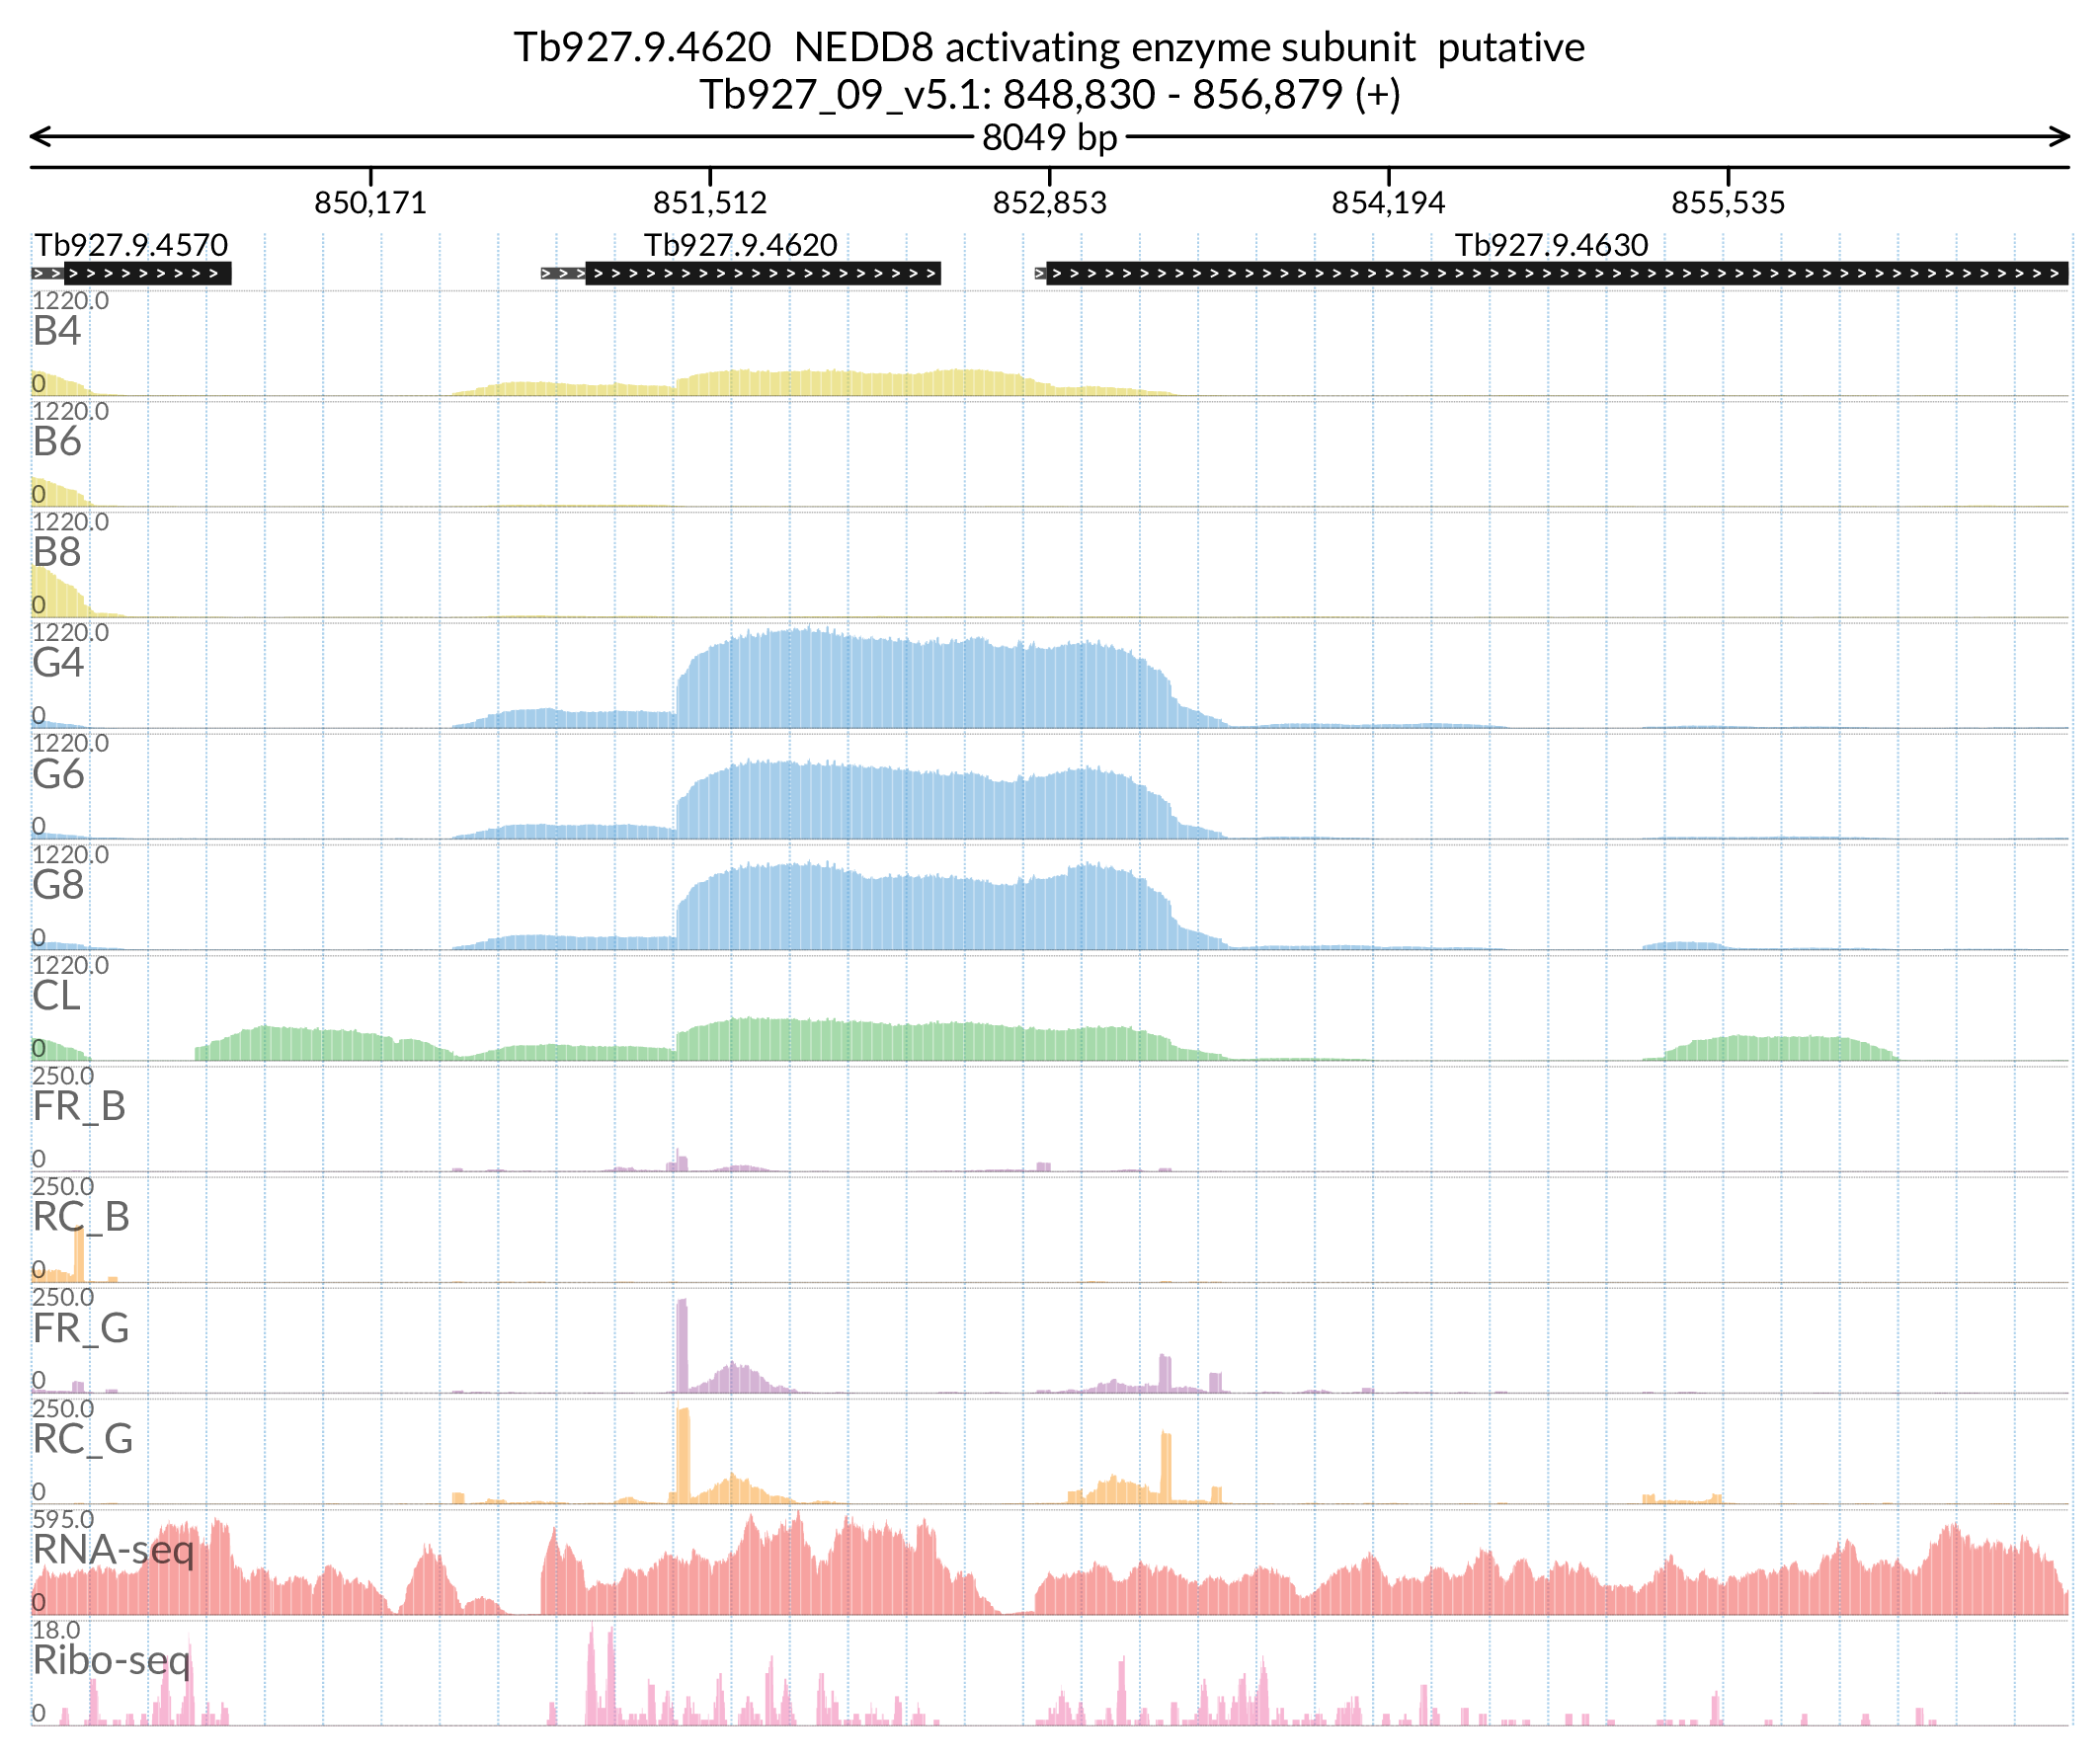 Tb927.9.4620  NEDD8 activating enzyme subunit  putative
Tb927_09_v5.1: 848,830 - 856,879 (+)
8049 bp
850,171 851,512 852,853 854,194 855,535
Tb927.9.4570 Tb927.9.4620 Tb927.9.4630
1220.0
B4
0
1220.0
B6
0
1220.0
B8
0
1220.0
G4
0
1220.0
G6
0
1220.0
G8
0
1220.0
CL
0
250.0
FR_B
0
250.0
RC_B
0
250.0
FR_G
0
250.0
RC_G
0
595.0
RNA-seq
0
18.0
Ribo-seq
0